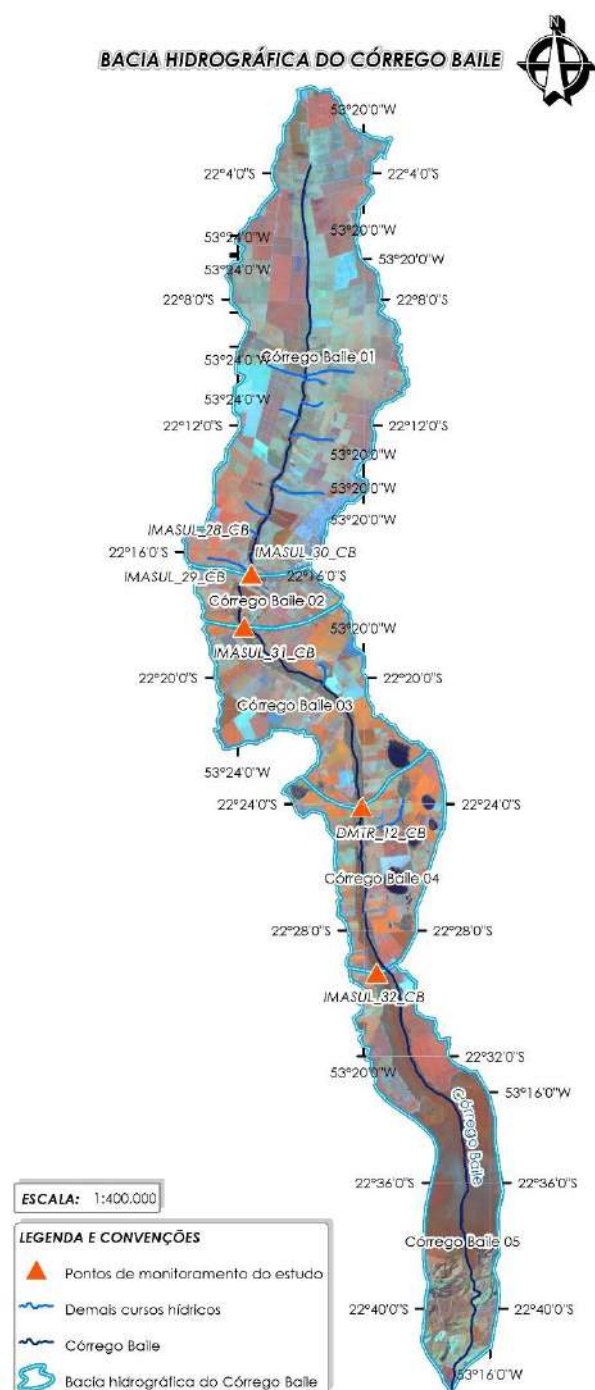 N
BACIA HIDROGRÁFICA DO CÓRREGO BAILE
53°20'0"W
22°4'0"S
22°4'0"S
53°20'0"W
53°24'0"W
53°20'0"W
53°24'0"W
22°8'0"S
22°8'0"S
53°24'0"W
Córrego Baile 01
53°24'0"W
22°12'0"S
22°12'0"S
53°20'0"W
53°20'0"W
53°20'0"W
IMASUL_28_CB
22°16'0"S
IMASUL_30_CB
IMASUL_29_CB
22°16'0"S
Córrego Baile 02
53°20'0"W
IMASUL_31_CB
22°20'0"S
22°20'0"S
Córrego Baile 03
53°24'0"W
22°24'0"S
22°24'0"S
DMTR_12_CB
Córrego Baile 04
22°28'0"S
22°28'0"S
IMASUL_32_CB
22°32'0"S
53°20'0"W
53°16'0"W
Córrego Baile
22°36'0"S
22°36'0"S
Córrego Baile 05
22°40'0"S
22°40'0"S
53°16'0"W
ESCALA: 1:400.000
LEGENDA E CONVENÇÕES
Pontos de monitoramento do estudo
Demais cursos hídricos
Córrego Baile
Bacia hidrográfica do Córrego Baile